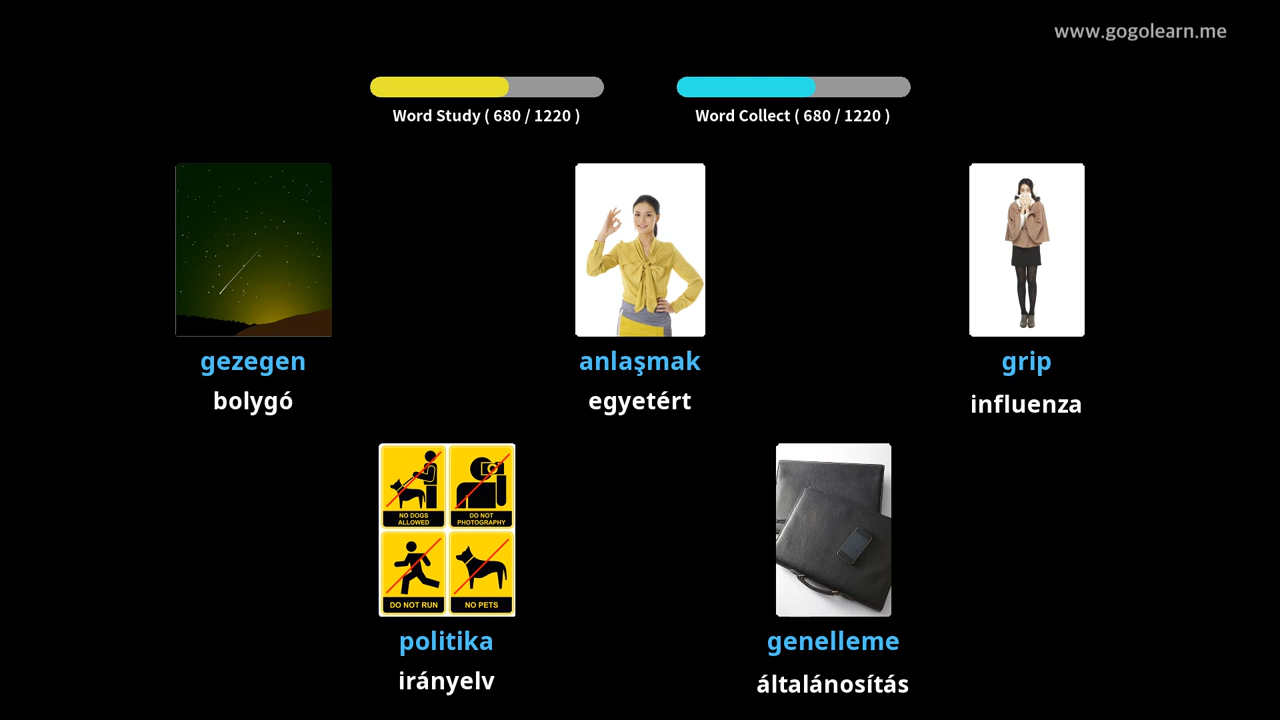 www.gogolearn.me
Word Study ( 680 / 1220 )
Word Collect ( 680 / 1220 )
gezegen
bolygó
anlaşmak
egyetért
grip
influenza
NO DOGS
ALLOWED
DO NOT
PHOTOGRAPHY
DO NOT RUN
NO PETS
politika
irányelv
genelleme
általánosítás